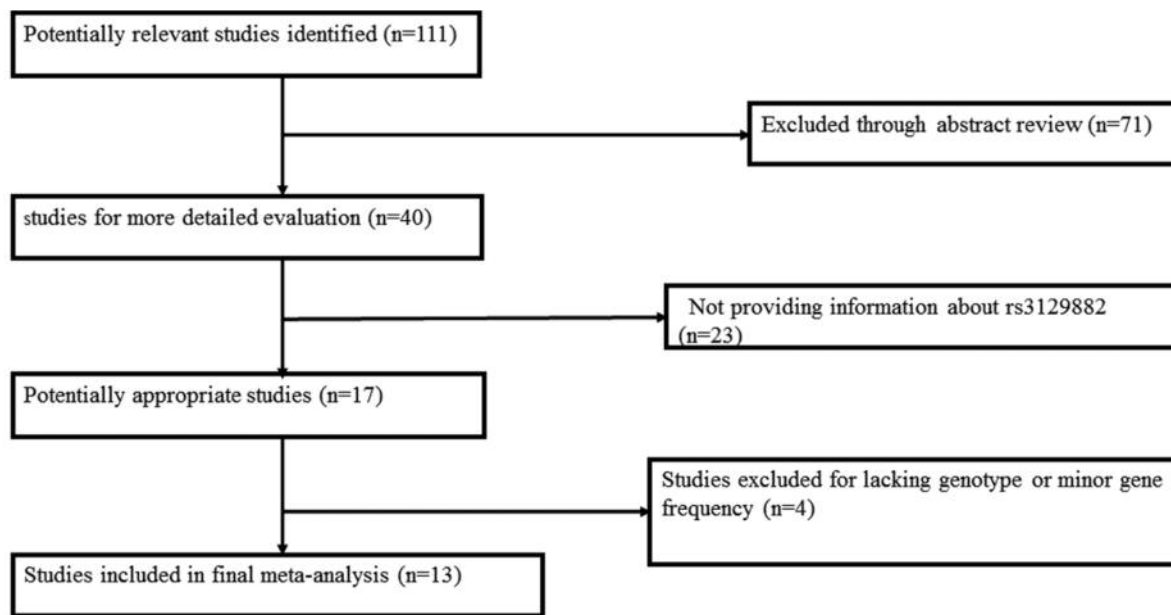 Potentially relevant studies identified (n=111)
Excluded through abstract review (n=71)
studies for more detailed evaluation (n=40)
Not providing information about rs3129882
(n=23)
Potentially appropriate studies (n=17)
Studies excluded for lacking genotype or minor gene
frequency (n=4)
Studies included in final meta-analysis (n=13)